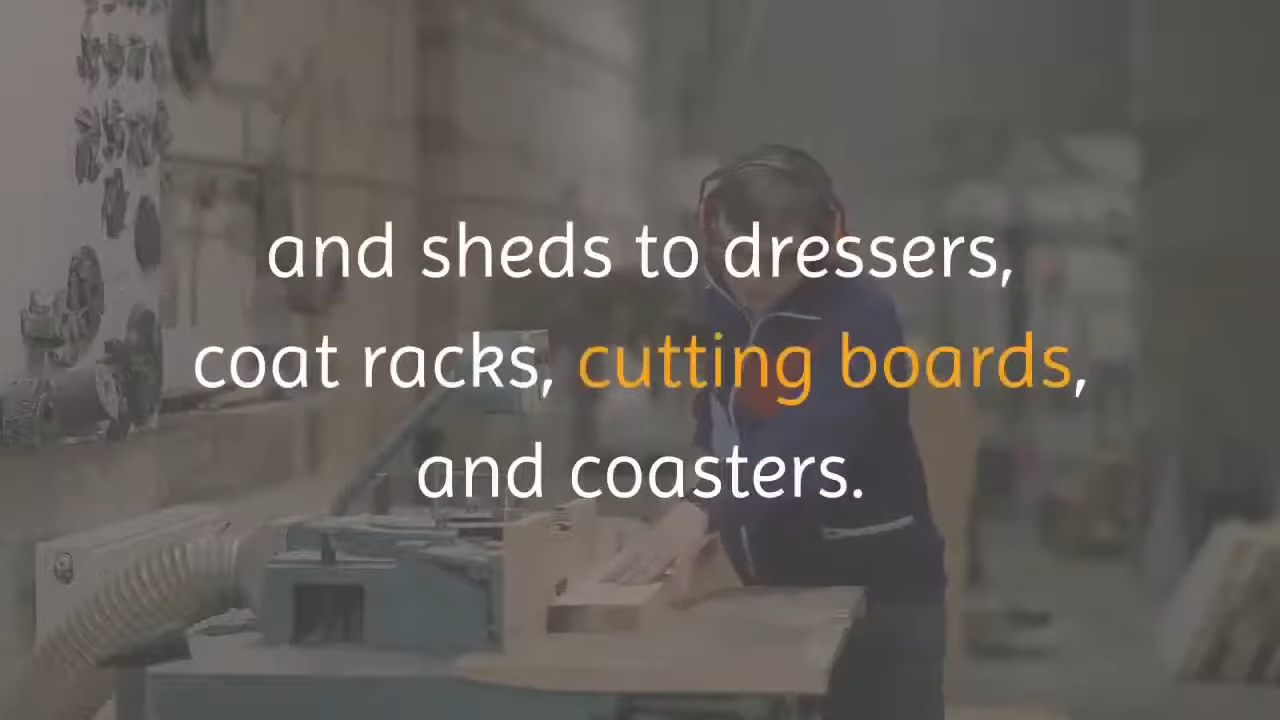 and sheds to dressers,
coat racks, cutting boards,
and coasters.